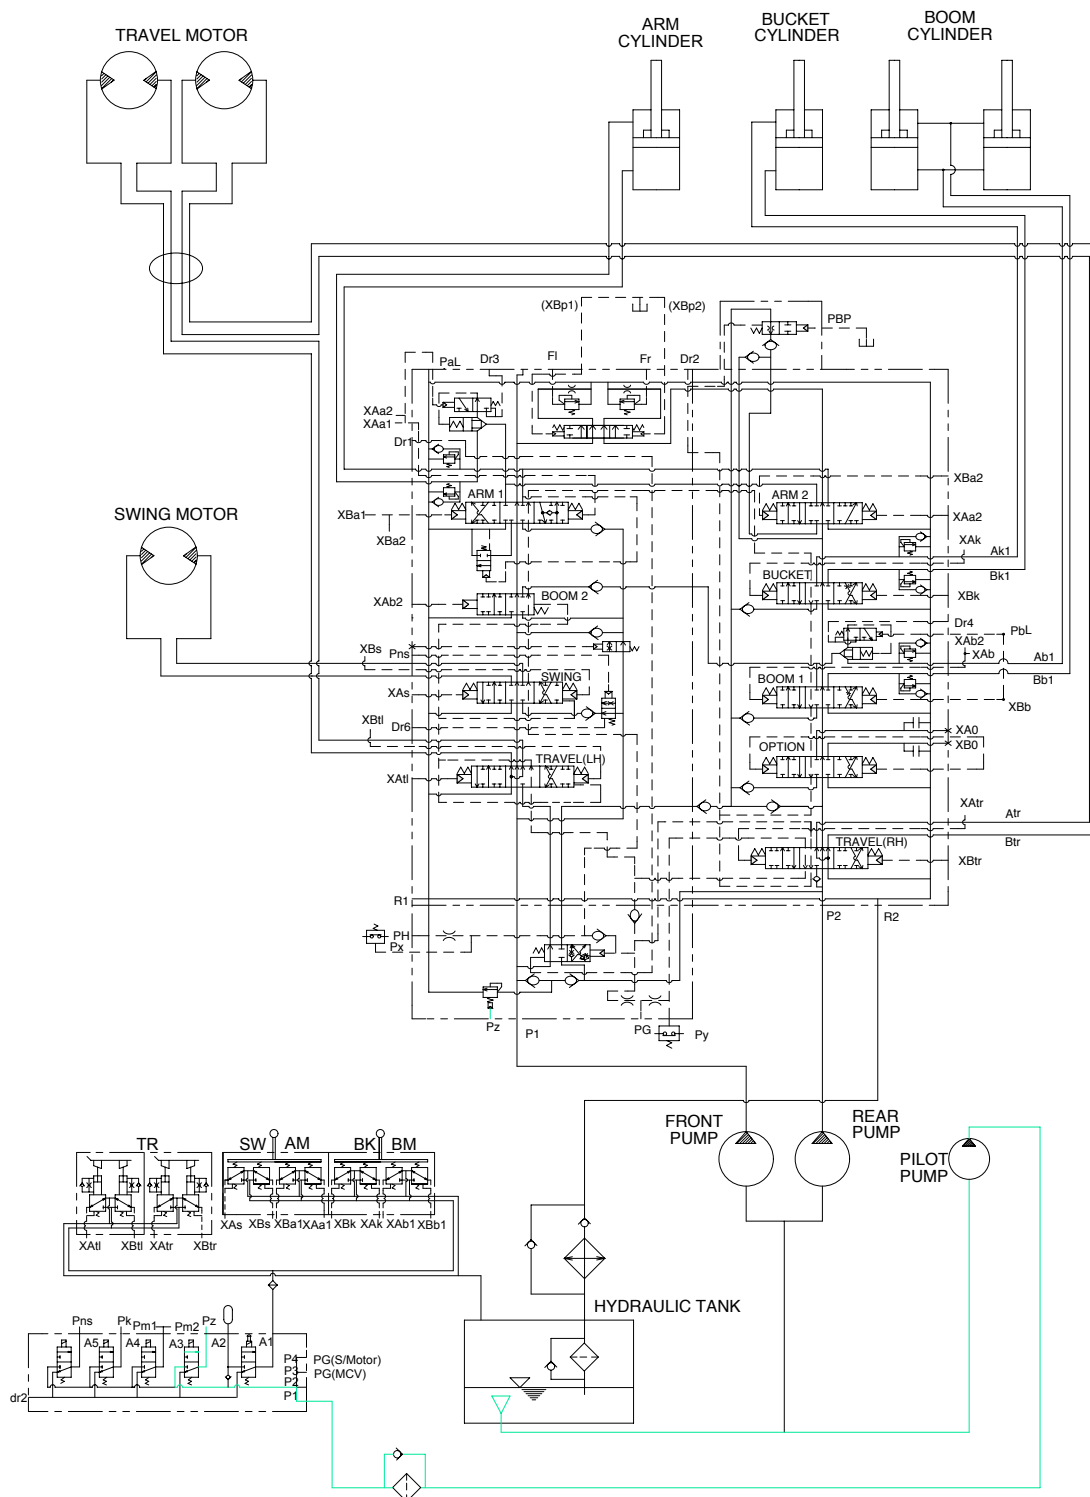 ARM
CYLINDER
BUCKET
CYLINDER
BOOM
CYLINDER
TRAVEL MOTOR
(XBp1)
(XBp2)
PBP
PaL
Dr3
Fl
Fr
Dr2
XAa2
XAa1
Dr1
ARM 1
ARM 2
XBa2
SWING MOTOR
XBa1
XBa2
XAa2
XAk
Ak1
BUCKET
Bk1
XAb2
BOOM 2
XBk
Dr4
PbL
XBs
Pns
XAb2
XAb
Ab1
XAs
SWING
BOOM 1
Bb1
XBb
XBtl
Dr6
XA0
XB0
OPTION
XAtl
TRAVEL(LH)
XAtr
Atr
Btr
TRAVEL(RH)
XBtr
R1
P2
R2
PH
Px
Pz
P1
PG
Py
FRONT
PUMP
REAR
PUMP
PILOT
PUMP
TR
SW AM
BK BM
XAs
XBs
XBa1
XAa1
XBk
XAk
XAb1
XBb1
XAtl
XBtl
XAtr
XBtr
HYDRAULIC TANK
Pns
Pk
Pm1
Pm2
Pz
A5
A4
A3
A2
A1
P4
PG(S/Motor)
P3
PG(MCV)
P2
P1
dr2